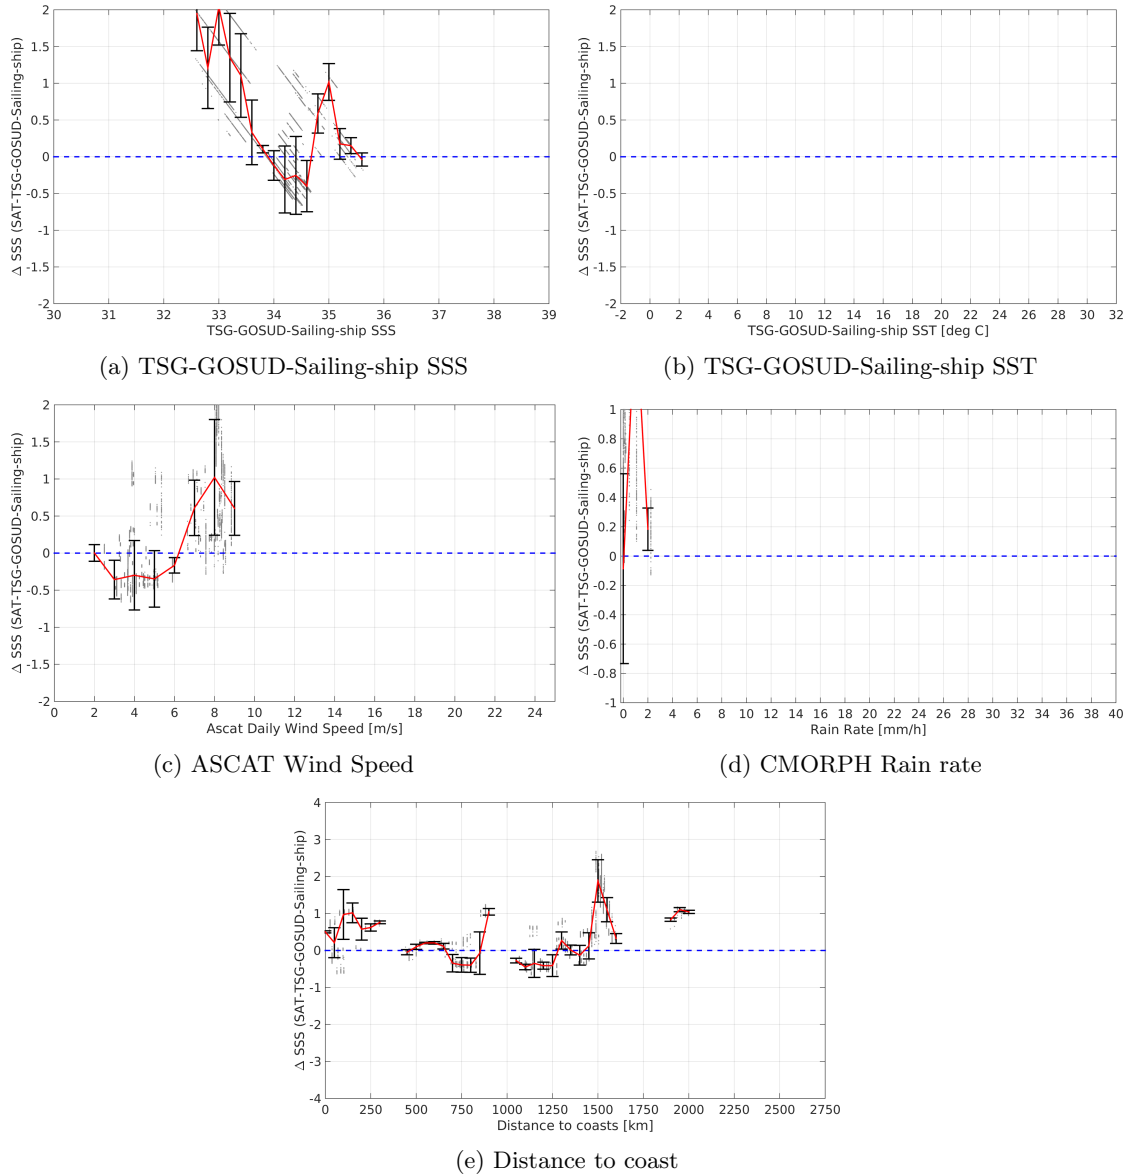 2
1.5
1
0.5
0
-0.5
-1
-1.5
-2
30 31 32 33 34 35 36 37 38 39
Δ SSS (SAT-TSG-GOSUD-Sailing-ship)
TSG-GOSUD-Sailing-ship SSS
(a) TSG-GOSUD-Sailing-ship SSS
2
1.5
1
0.5
0
-0.5
-1
-1.5
-2
-2 0 2 4 6 8 10 12 14 16 18 20 22 24 26 28 30 32
Δ SSS (SAT-TSG-GOSUD-Sailing-ship)
TSG-GOSUD-Sailing-ship SST [deg C]
(b) TSG-GOSUD-Sailing-ship SST
2
1.5
1
0.5
0
-0.5
-1
-1.5
-2
0 2 4 6 8 10 12 14 16 18 20 22 24
Δ SSS (SAT-TSG-GOSUD-Sailing-ship)
Ascat Daily Wind Speed [m/s]
(c) ASCAT Wind Speed
1
0.8
0.6
0.4
0.2
0
-0.2
-0.4
-0.6
-0.8
-1
0 2 4 6 8 10 12 14 16 18 20 22 24 26 28 30 32 34 36 38 40
Δ SSS (SAT-TSG-GOSUD-Sailing-ship)
Rain Rate [mm/h]
(d) CMORPH Rain rate
4
3
2
1
0
-1
-2
-3
-4
0 250 500 750 1000 1250 1500 1750 2000 2250 2500 2750
Δ SSS (SAT-TSG-GOSUD-Sailing-ship)
Distance to coasts [km]
(e) Distance to coast